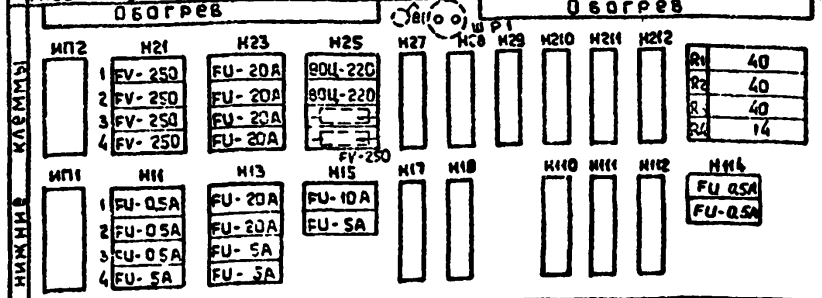 Обогрев
Обогрев
В11
ШР1
ИП2
Н21
Н23
Н25
Н27
Н28
Н29
Н210
Н211
Н212
1 FV-250
2 FV-250
3 FV-250
4 FV-250
FU-20A
FU-20A
FU-20A
FU-20A
ВОЦ-220
ВОЦ-220
FV-250
R1 40
R2 40
R3 40
R4 14
клеммы
нижние
ИП1
Н11
Н13
Н15
Н17
Н18
Н110
Н111
Н112
Н114
1 FU-0,5A
2 FU-0,5A
3 FU-0,5A
4 FU-5A
FU-20A
FU-20A
FU-5A
FU-5A
FU-10A
FU-5A
FU 0,5A
FU-0,5A